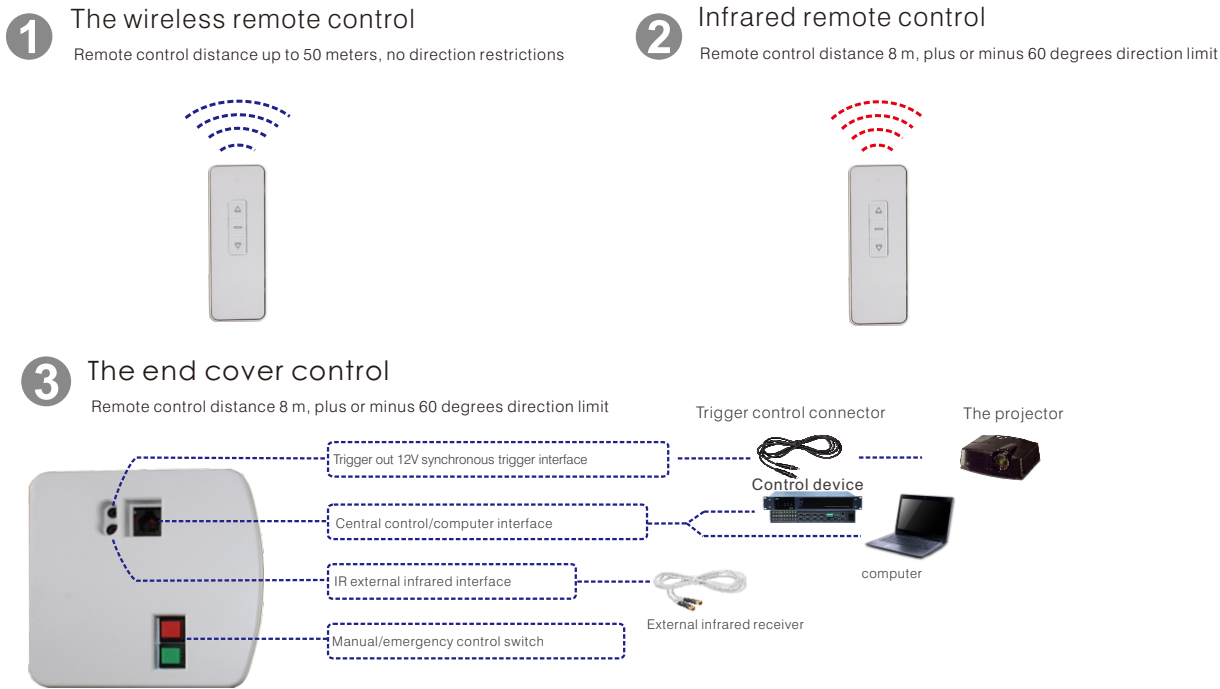 1
The wireless remote control
Remote control distance up to 50 meters, no direction restrictions
2
Infrared remote control
Remote control distance 8 m, plus or minus 60 degrees direction limit
3
The end cover control
Remote control distance 8 m, plus or minus 60 degrees direction limit
Trigger control connector
The projector
Trigger out 12V synchronous trigger interface
Control device
Central control/computer interface
computer
IR external infrared interface
External infrared receiver
Manual/emergency control switch